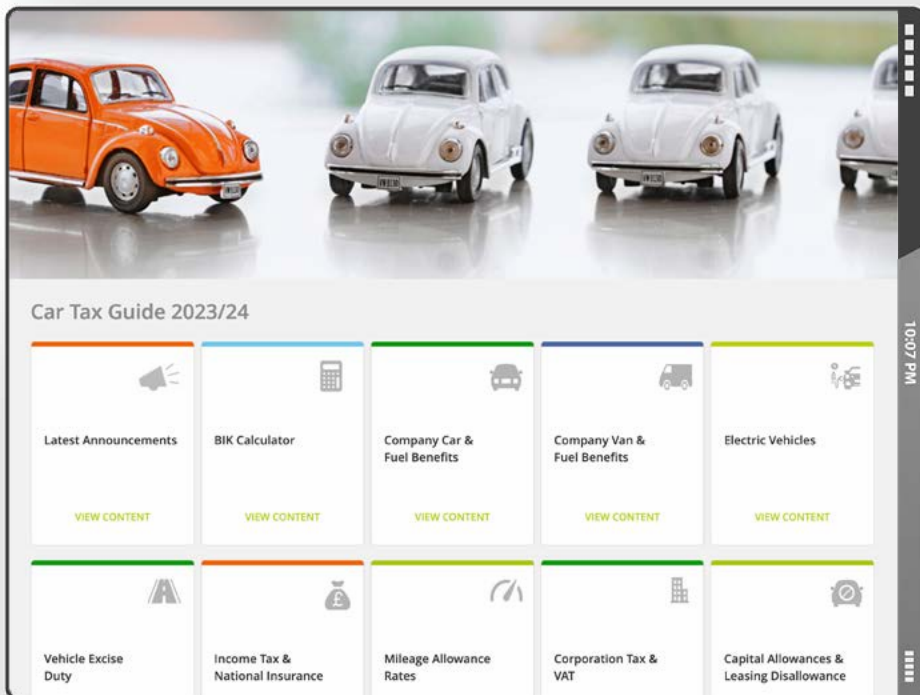 Car Tax Guide 2023/24
Latest Announcements
VIEW CONTENT
BIK Calculator
VIEW CONTENT
Company Car &
Fuel Benefits
VIEW CONTENT
Company Van &
Fuel Benefits
VIEW CONTENT
Electric Vehicles
VIEW CONTENT
Vehicle Excise
Duty
Income Tax &
National Insurance
Mileage Allowance
Rates
Corporation Tax &
VAT
Capital Allowances &
Leasing Disallowance
10:07 PM